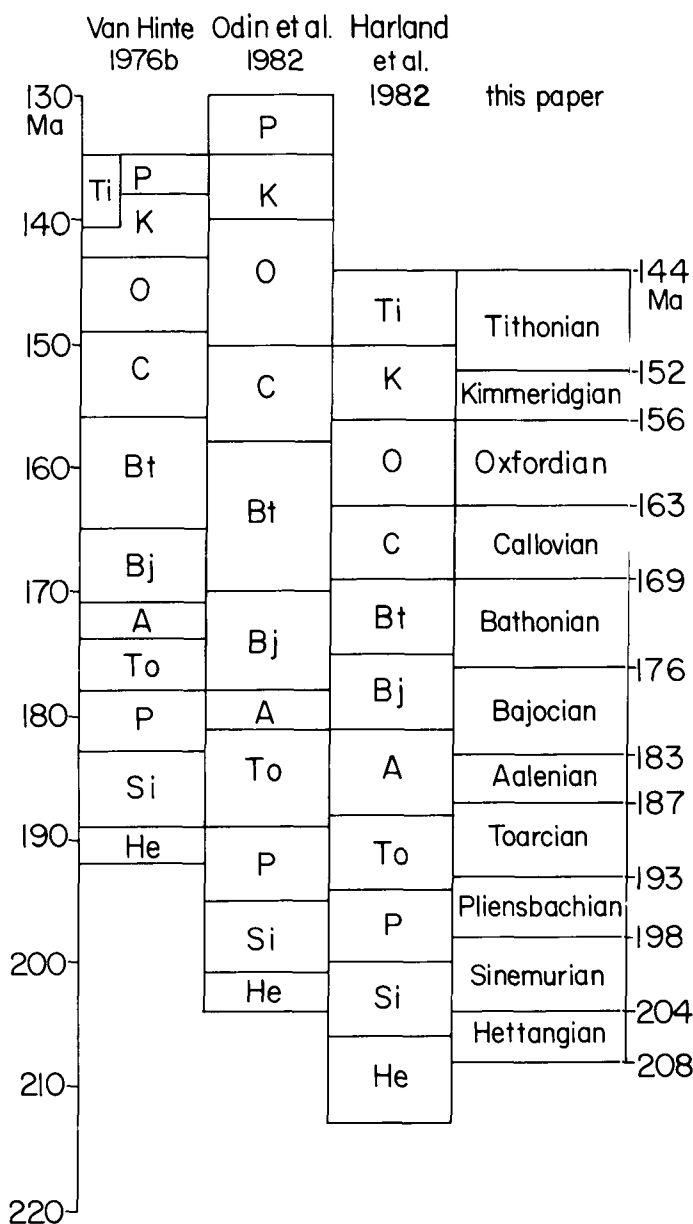 Van Hinte
1976b
Odin et al.
1982
Harland
et al.
1982
this paper
130
Ma
140
150
160
170
180
190
200
210
220
Ti
P
K
O
C
Bt
Bj
A
To
P
Si
He
P
K
O
C
Bt
Bj
A
To
P
Si
He
Ti
K
O
C
Bt
Bj
A
To
P
Si
He
Tithonian
Kimmeridgian
Oxfordian
Callovian
Bathonian
Bajocian
Aalenian
Toarcian
Pliensbachian
Sinemurian
Hettangian
144
Ma
152
156
163
169
176
183
187
193
198
204
208